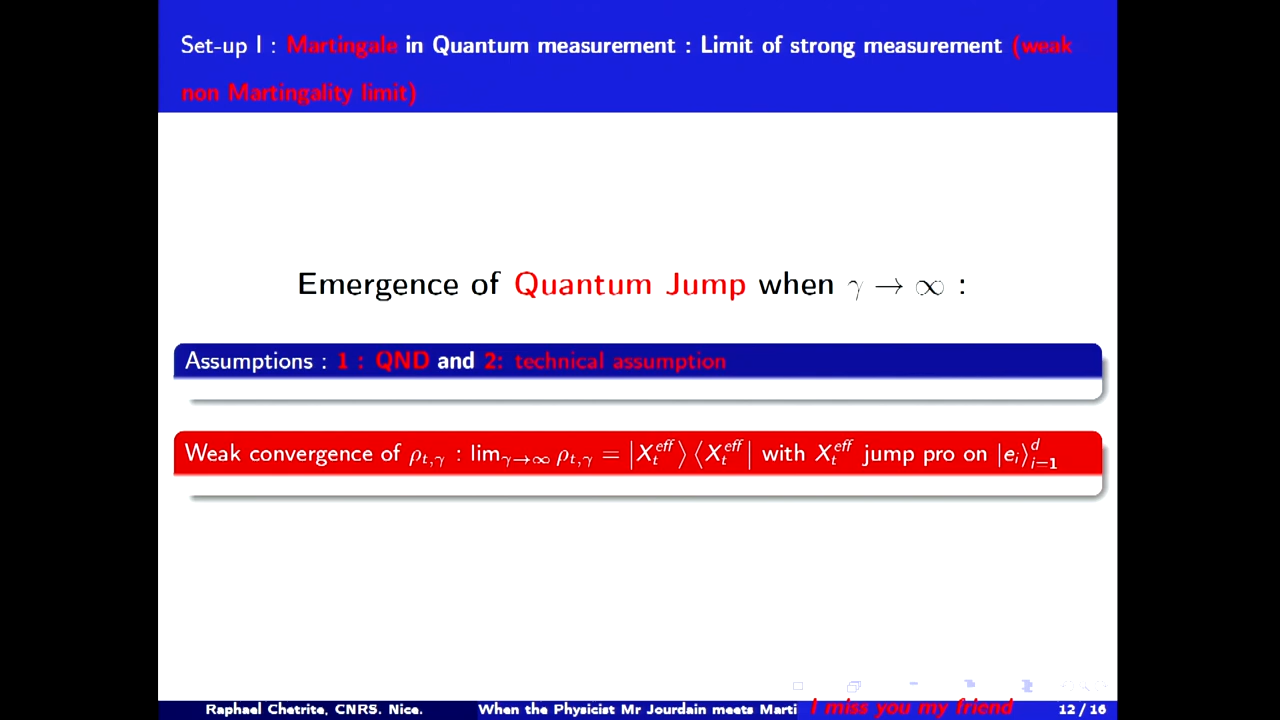 Set-up I : Martingale in Quantum measurement : Limit of strong measurement (weak
non Martingality limit)
Emergence of Quantum Jump when γ → ∞ :
Assumptions : 1 : QND and 2: technical assumption
Weak convergence of ρ_{t,γ} : lim_{γ→∞} ρ_{t,γ} = |X_t^{eff}⟩⟨X_t^{eff}| with X_t^{eff} jump pro on |e_i⟩_{i=1}^d
Raphael Chetrite, CNRS. Nice. When the Physicist Mr Jourdain meets Marti I miss you my friend 12 / 16